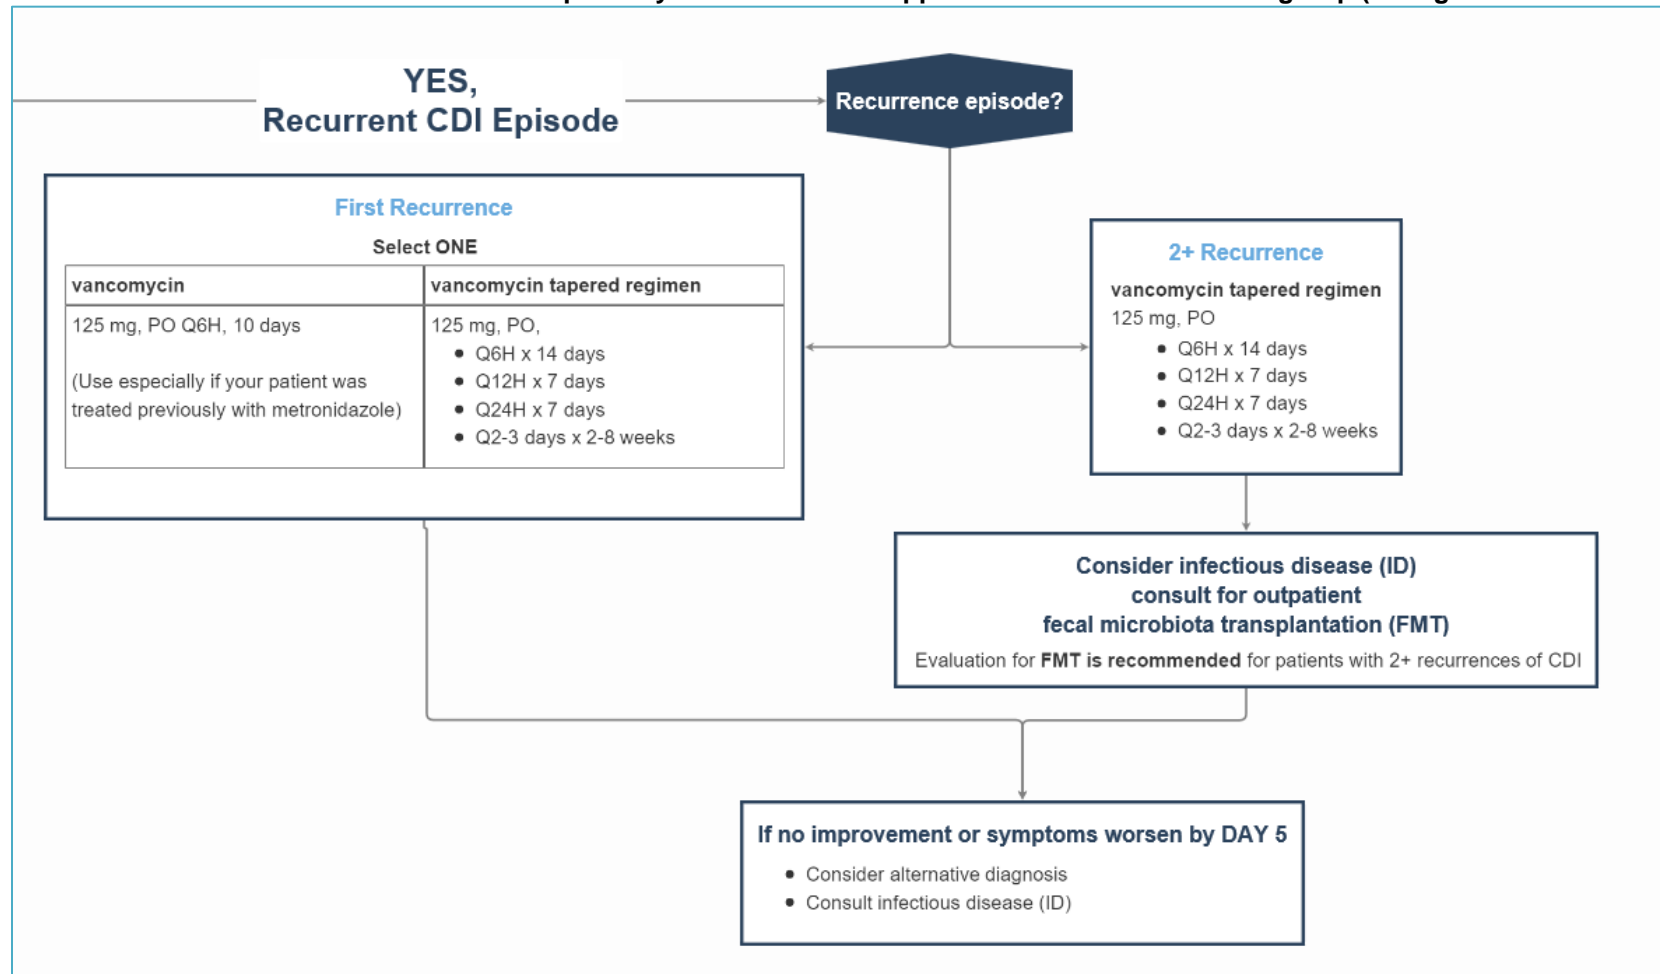 YES,
Recurrent CDI Episode
Recurrence episode?
First Recurrence
Select ONE
vancomycin
125 mg, PO Q6H, 10 days
(Use especially if your patient was
treated previously with metronidazole)
vancomycin tapered regimen
125 mg, PO,
• Q6H x 14 days
• Q12H x 7 days
• Q24H x 7 days
• Q2-3 days x 2-8 weeks
2+ Recurrence
vancomycin tapered regimen
125 mg, PO
• Q6H x 14 days
• Q12H x 7 days
• Q24H x 7 days
• Q2-3 days x 2-8 weeks
Consider infectious disease (ID)
consult for outpatient
fecal microbiota transplantation (FMT)
Evaluation for FMT is recommended for patients with 2+ recurrences of CDI
If no improvement or symptoms worsen by DAY 5
• Consider alternative diagnosis
• Consult infectious disease (ID)